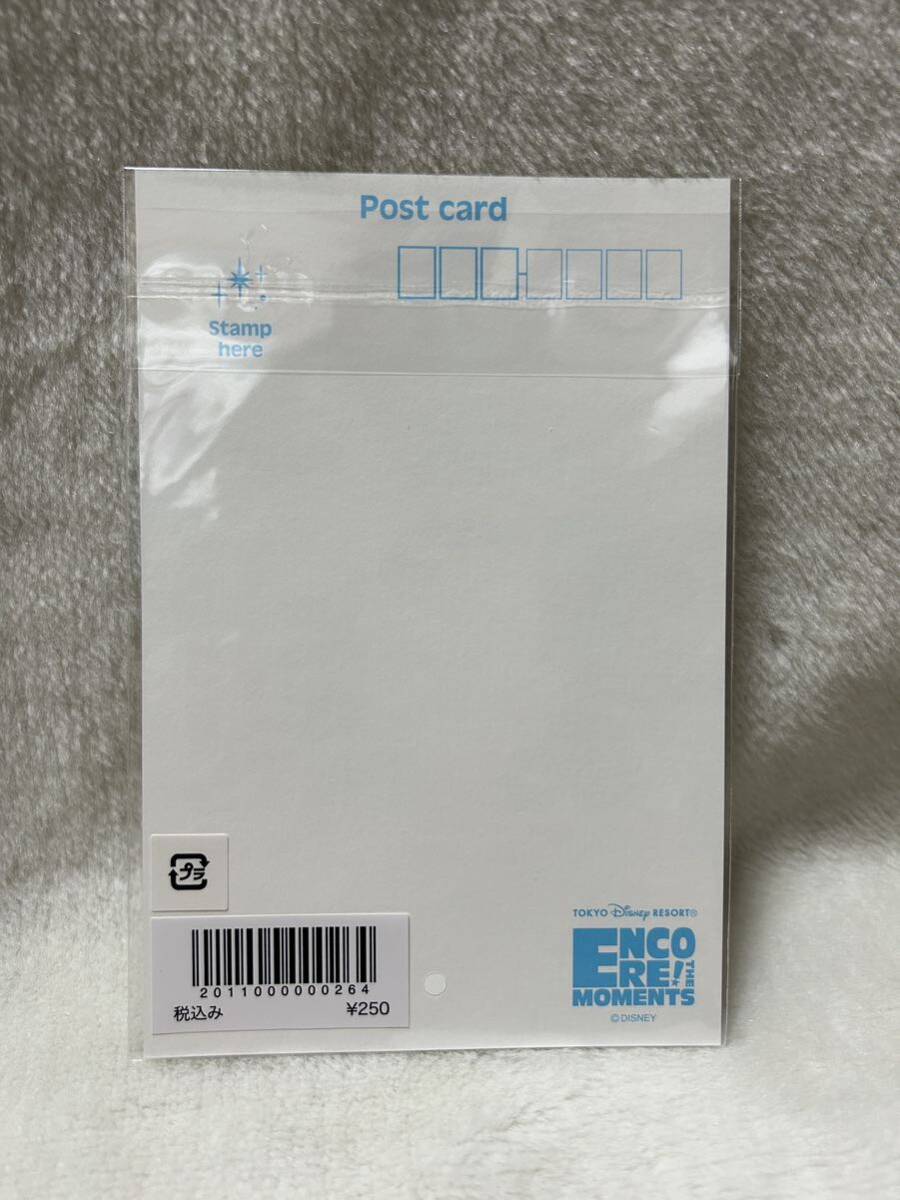 Post card
Stamp
here
プラ
2011000000264
税込み ¥250
TOKYO Disney RESORT®
ENCORE!
THE
MOMENTS
©DISNEY